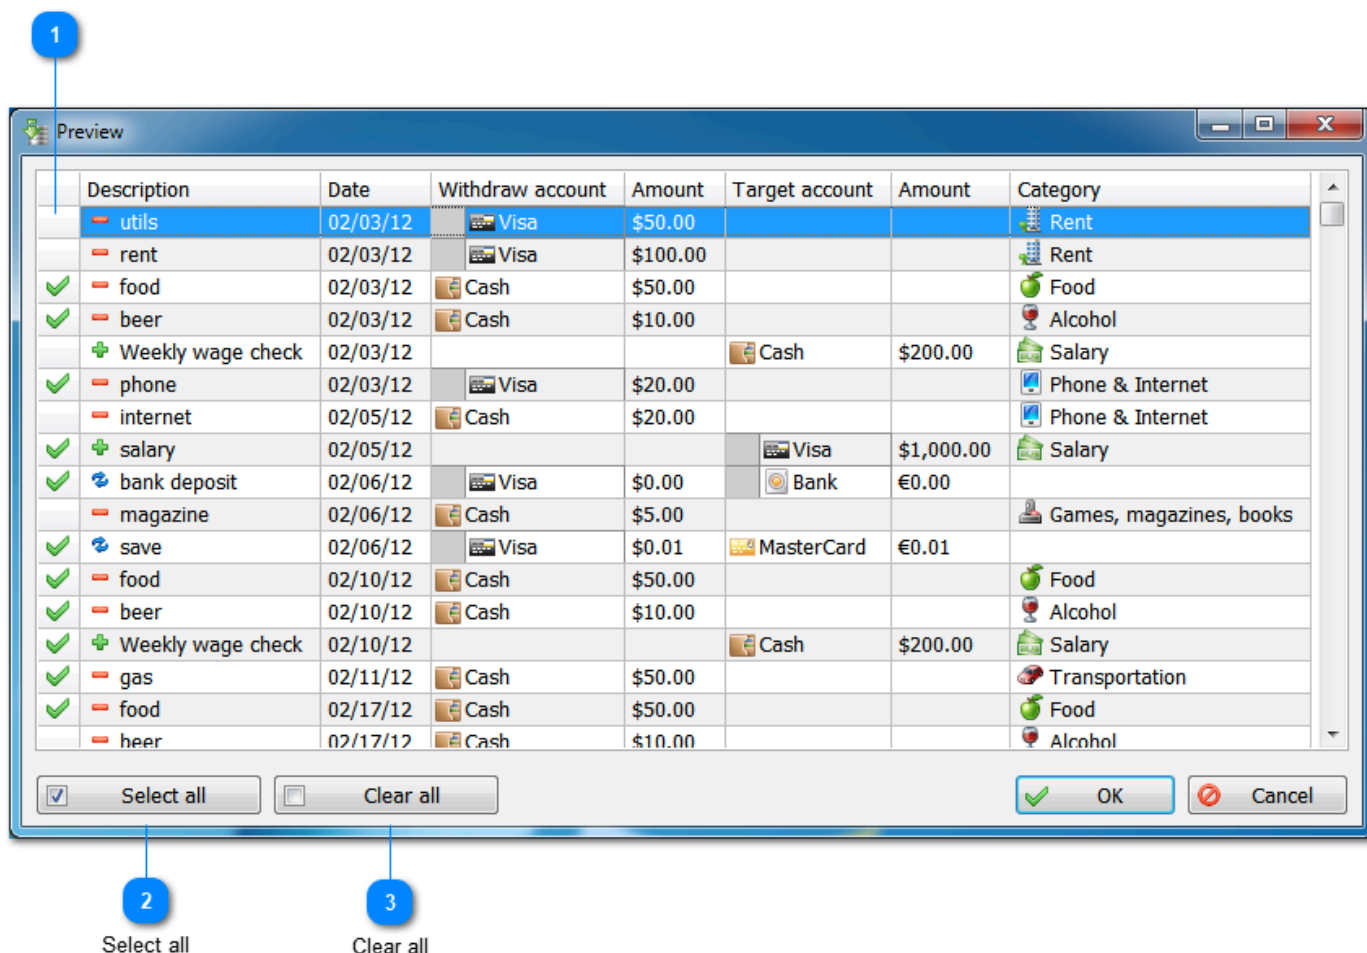 1
Preview
Description Date Withdraw account Amount Target account Amount Category
utils 02/03/12 Visa $50.00 Rent
rent 02/03/12 Visa $100.00 Rent
food 02/03/12 Cash $50.00 Food
beer 02/03/12 Cash $10.00 Alcohol
Weekly wage check 02/03/12 Cash $200.00 Salary
phone 02/03/12 Visa $20.00 Phone & Internet
internet 02/05/12 Cash $20.00 Phone & Internet
salary 02/05/12 Visa $1,000.00 Salary
bank deposit 02/06/12 Visa $0.00 Bank €0.00
magazine 02/06/12 Cash $5.00 Games, magazines, books
save 02/06/12 Visa $0.01 MasterCard €0.01
food 02/10/12 Cash $50.00 Food
beer 02/10/12 Cash $10.00 Alcohol
Weekly wage check 02/10/12 Cash $200.00 Salary
gas 02/11/12 Cash $50.00 Transportation
food 02/17/12 Cash $50.00 Food
beer 02/17/12 Cash $10.00 Alcohol
Select all Clear all OK Cancel
2 3
Select all Clear all